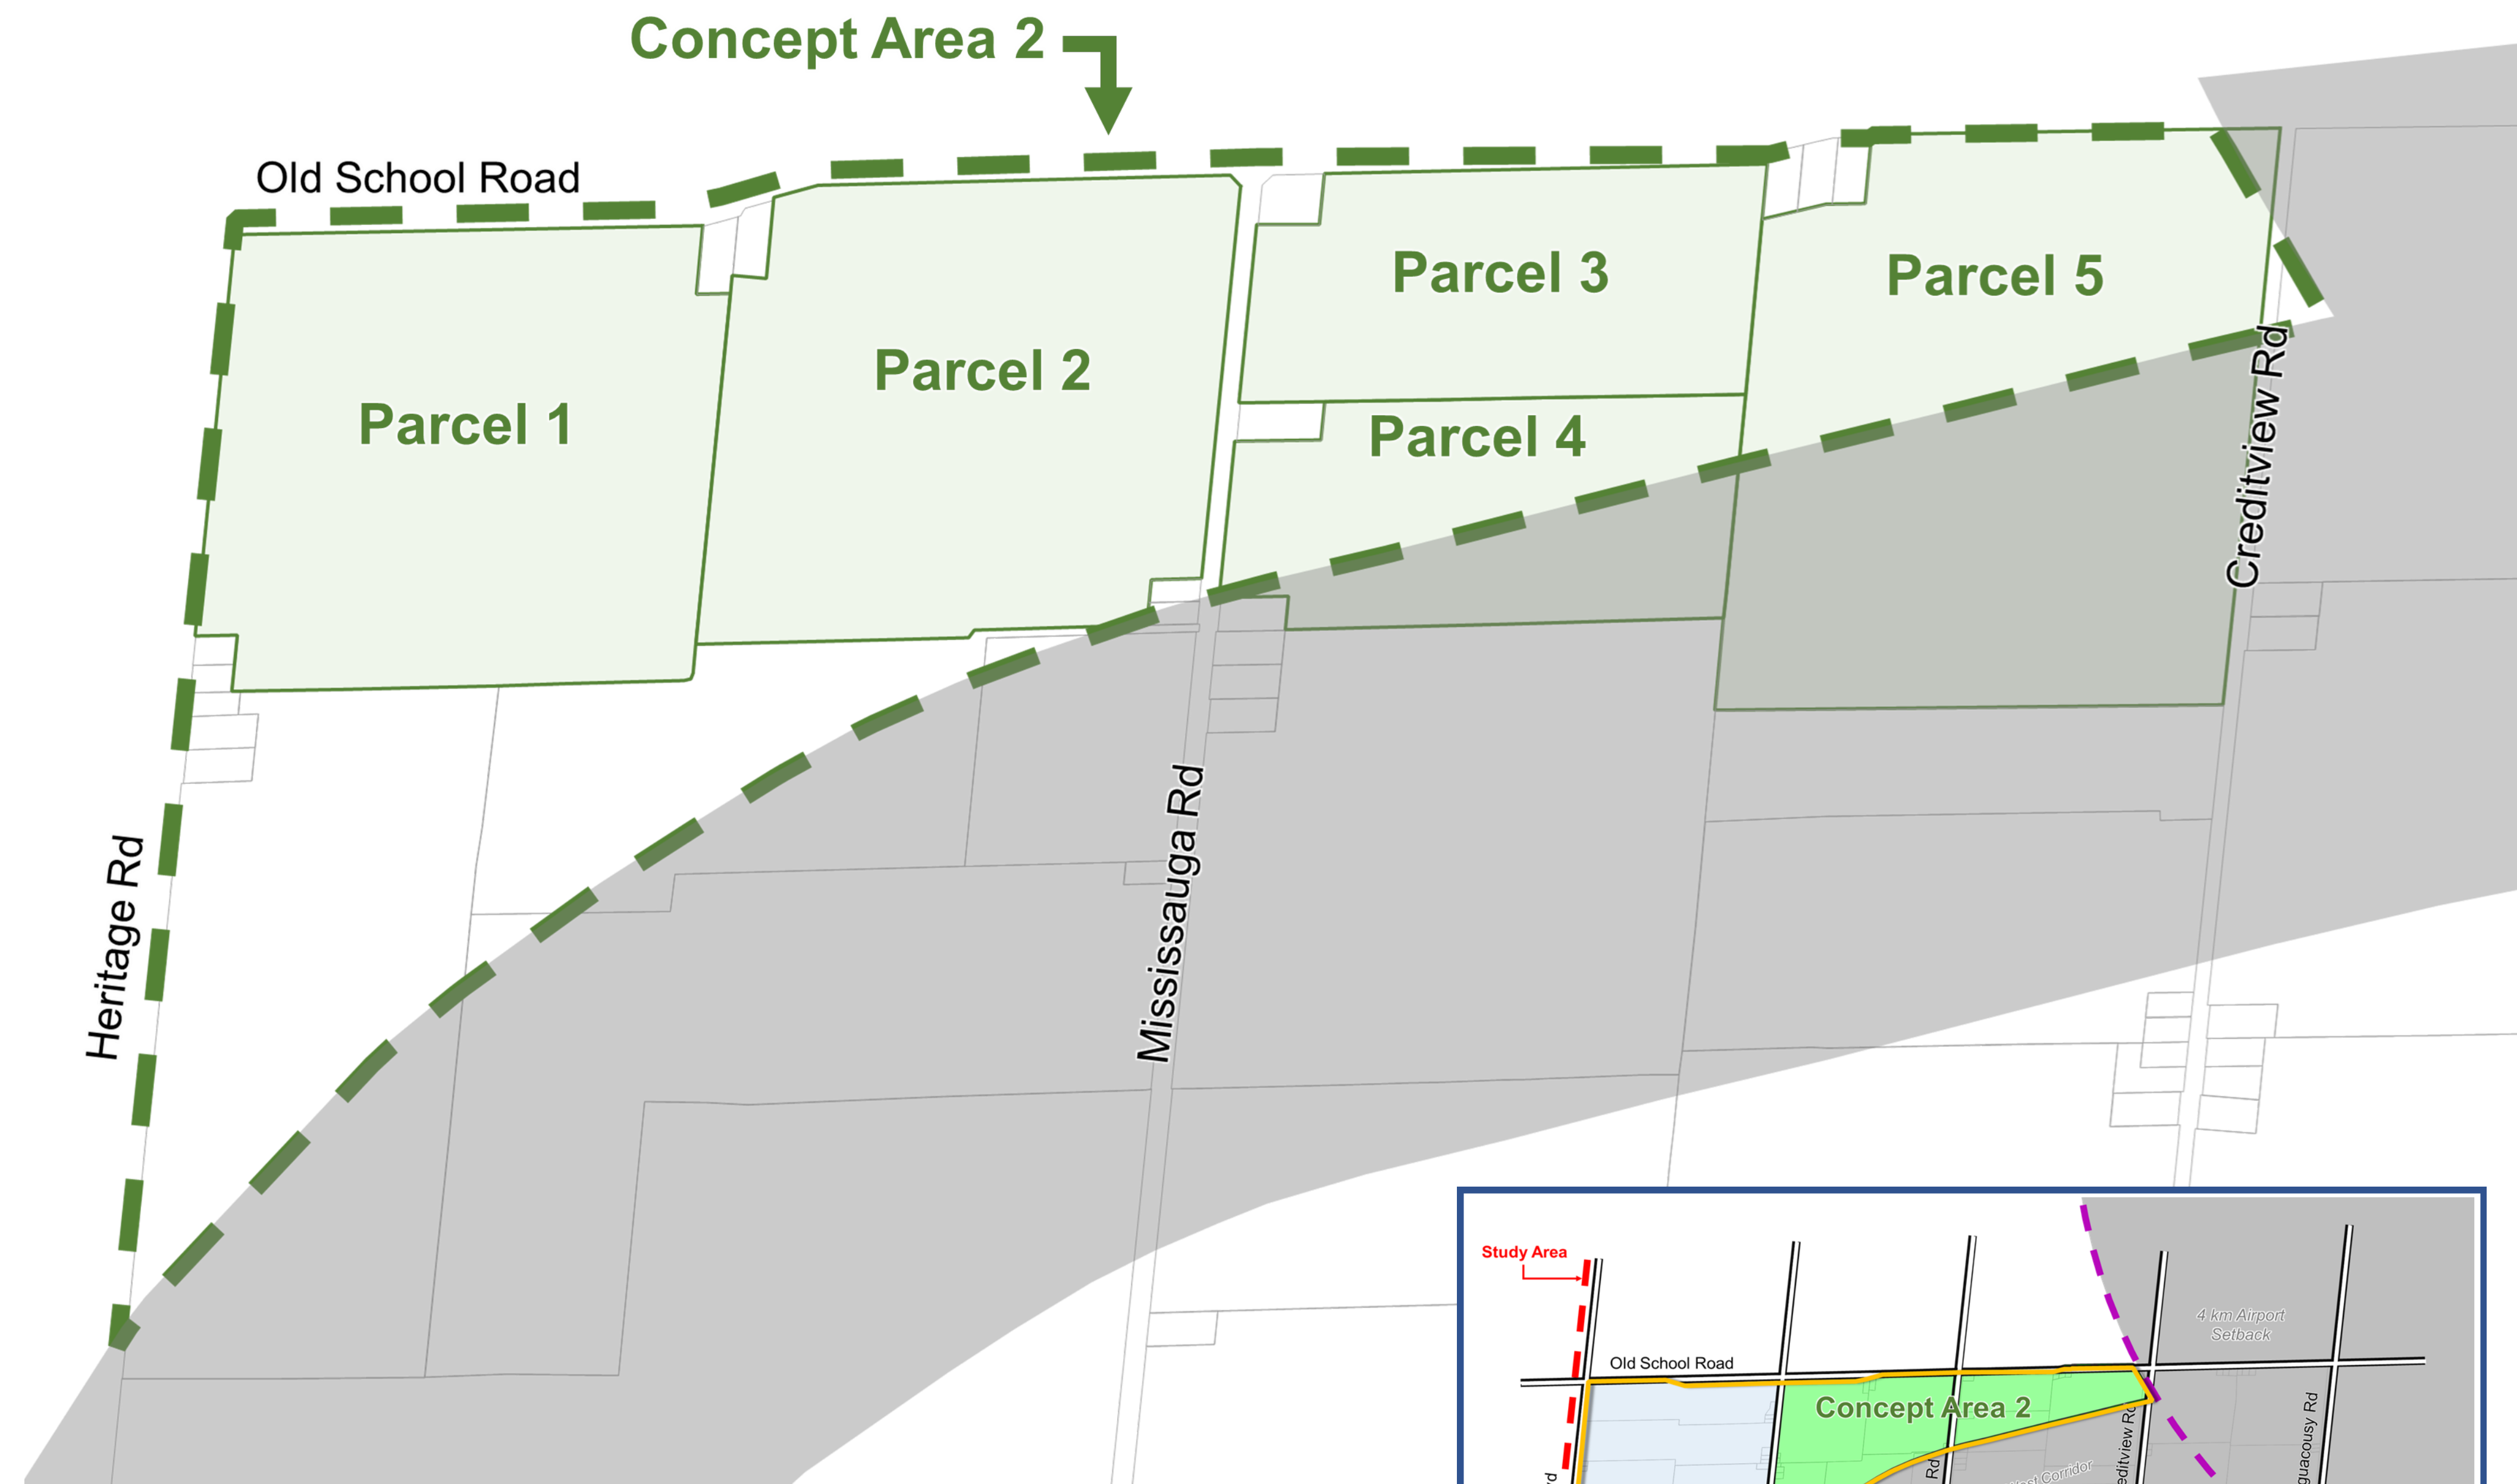 Concept Area 2
Old School Road
Parcel 1
Parcel 2
Parcel 3
Parcel 4
Parcel 5
Creditview Rd
Mississauga Rd
Heritage Rd
Study Area
4 km Airport
Setback
Old School Road
Concept Area 2
Rd
Corridor